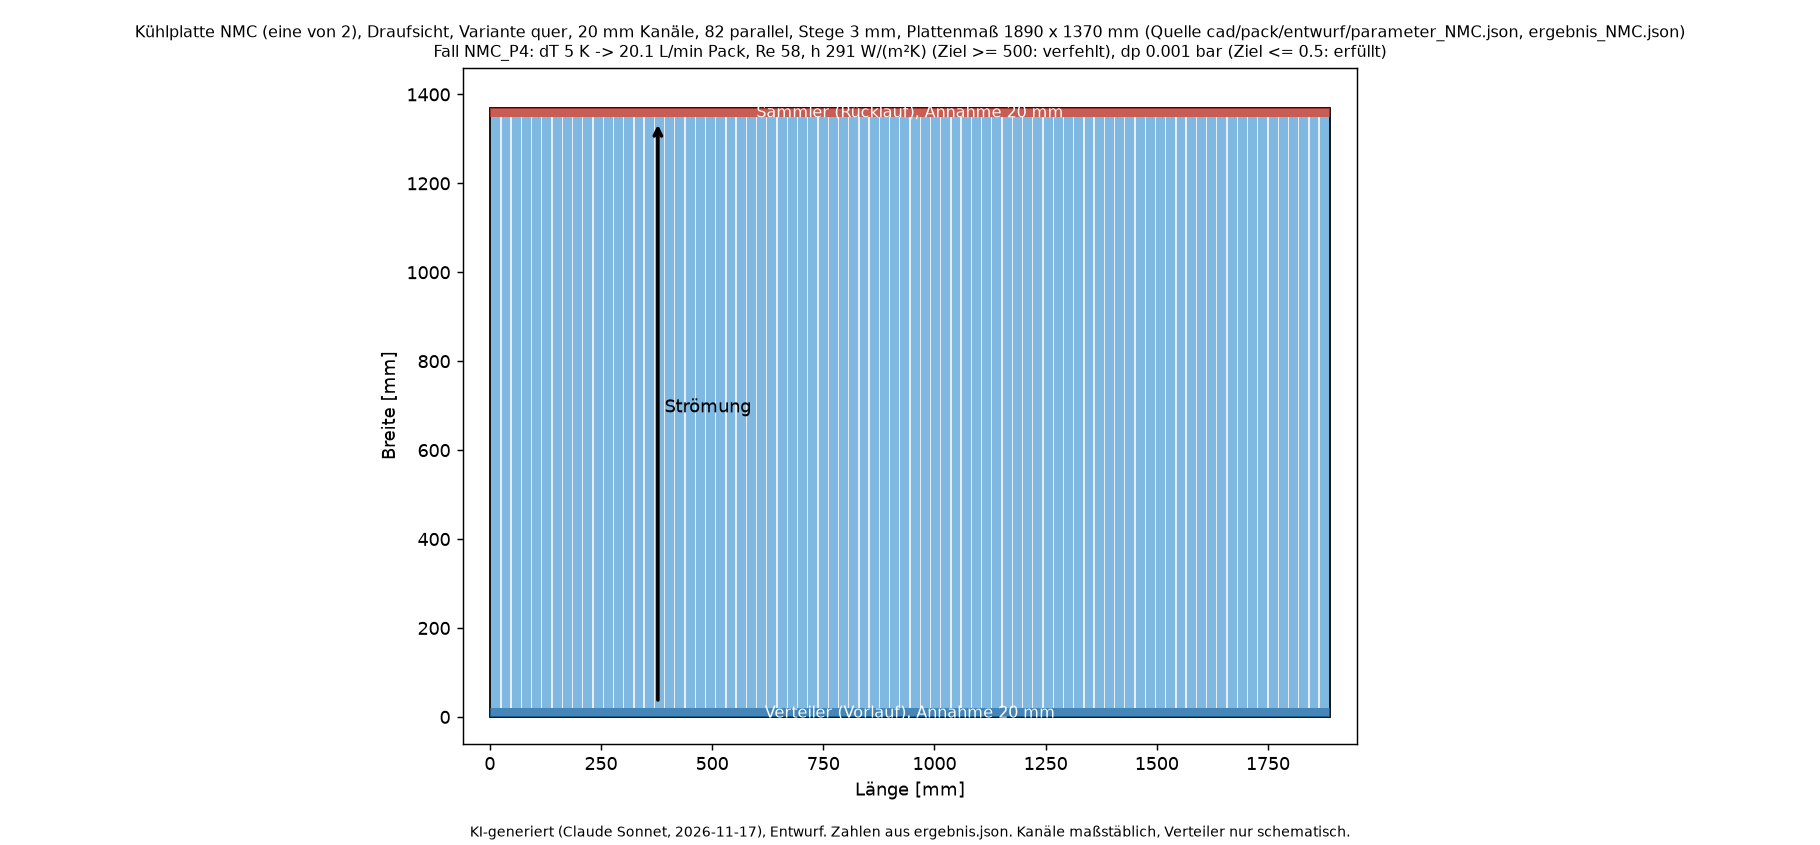 Kühlplatte NMC (eine von 2), Draufsicht, Variante quer, 20 mm Kanäle, 82 parallel, Stege 3 mm, Plattenmaß 1890 x 1370 mm (Quelle cad/pack/entwurf/parameter_NMC.json, ergebnis_NMC.json)
Fall NMC_P4: dT 5 K -> 20.1 L/min Pack, Re 58, h 291 W/(m²K) (Ziel >= 500: verfehlt), dp 0.001 bar (Ziel <= 0.5: erfüllt)
1400
Sammler (Rücklauf), Annahme 20 mm
1200
1000
800
Breite [mm]
Strömung
600
400
200
0
Verteiler (Vorlauf), Annahme 20 mm
0 250 500 750 1000 1250 1500 1750
Länge [mm]
KI-generiert (Claude Sonnet, 2026-11-17), Entwurf. Zahlen aus ergebnis.json. Kanäle maßstäblich, Verteiler nur schematisch.